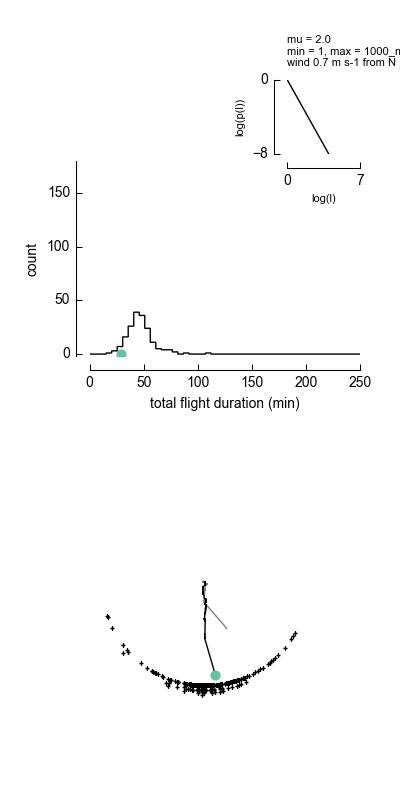 mu = 2.0
min = 1, max = 1000_m
wind 0.7 m s-1 from N
0
log(p(l))
−8
0 7
log(l)
150
100
count
50
0
0 50 100 150 200 250
total flight duration (min)